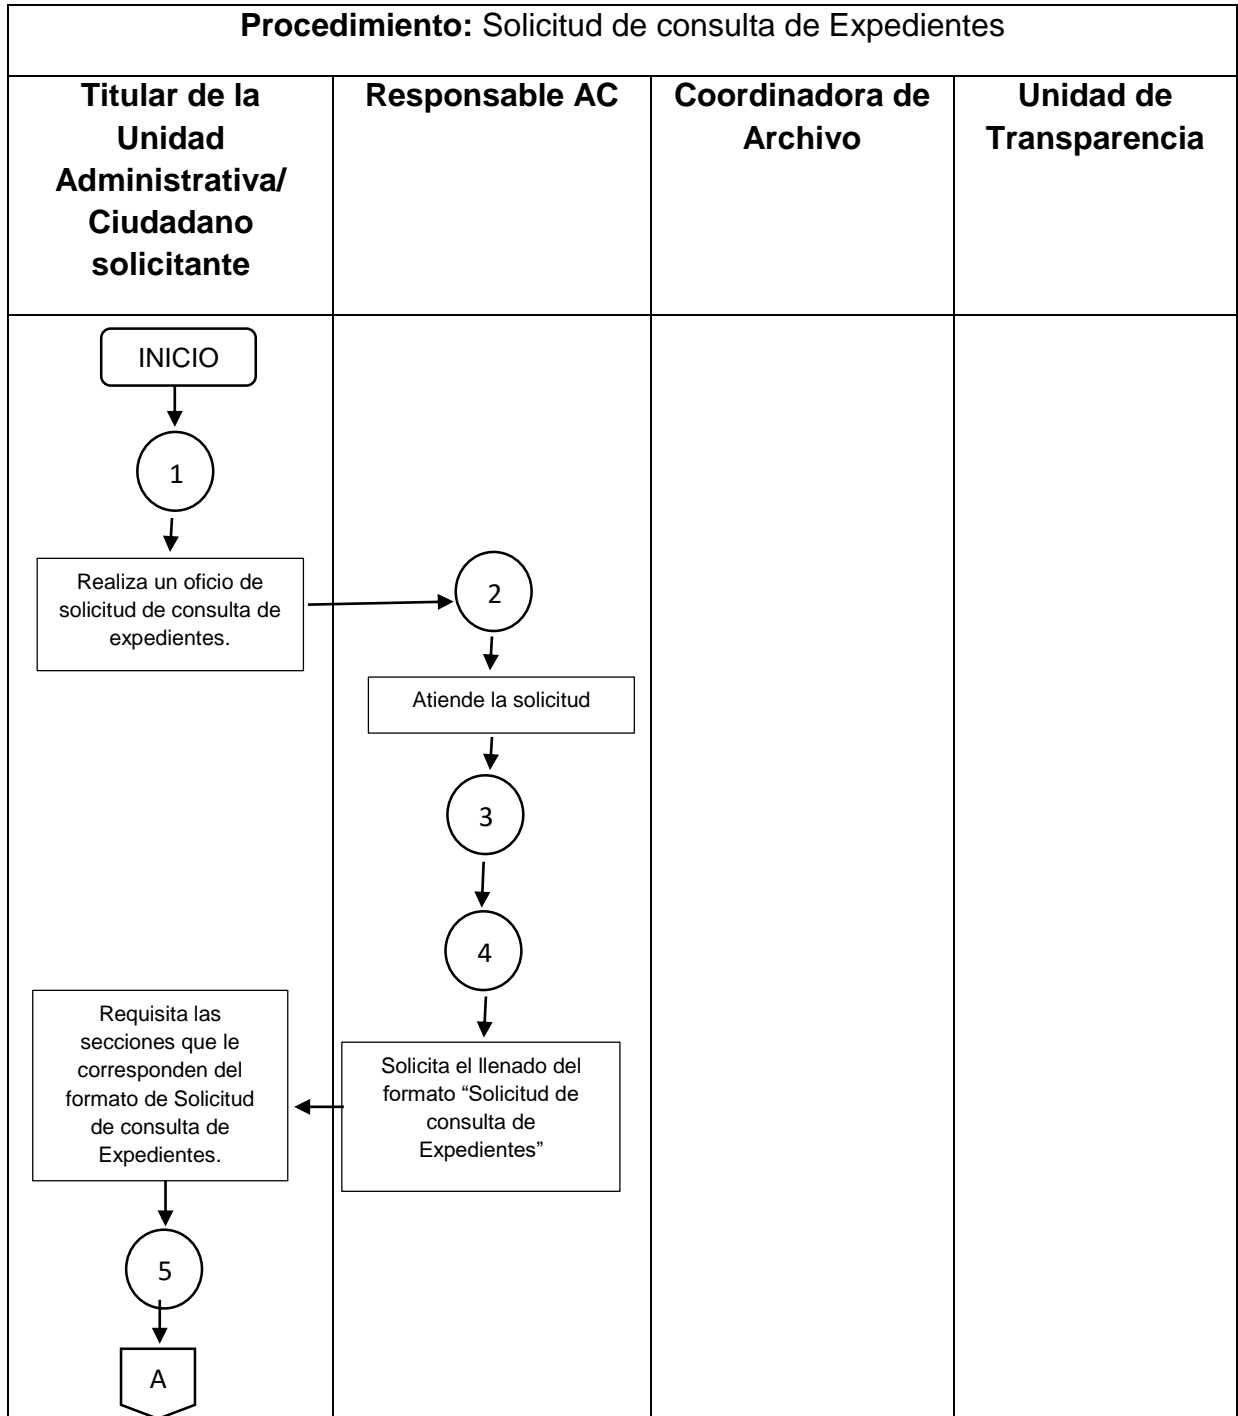 Procedimiento: Solicitud de consulta de Expedientes
Titular de la
Unidad
Administrativa/
Ciudadano
solicitante
Responsable AC
Coordinadora de
Archivo
Unidad de
Transparencia
INICIO
1
Realiza un oficio de
solicitud de consulta de
expedientes.
2
Atiende la solicitud
3
4
Solicita el llenado del
formato “Solicitud de
consulta de
Expedientes”
Requisita las
secciones que le
corresponden del
formato de Solicitud
de consulta de
Expedientes.
5
A